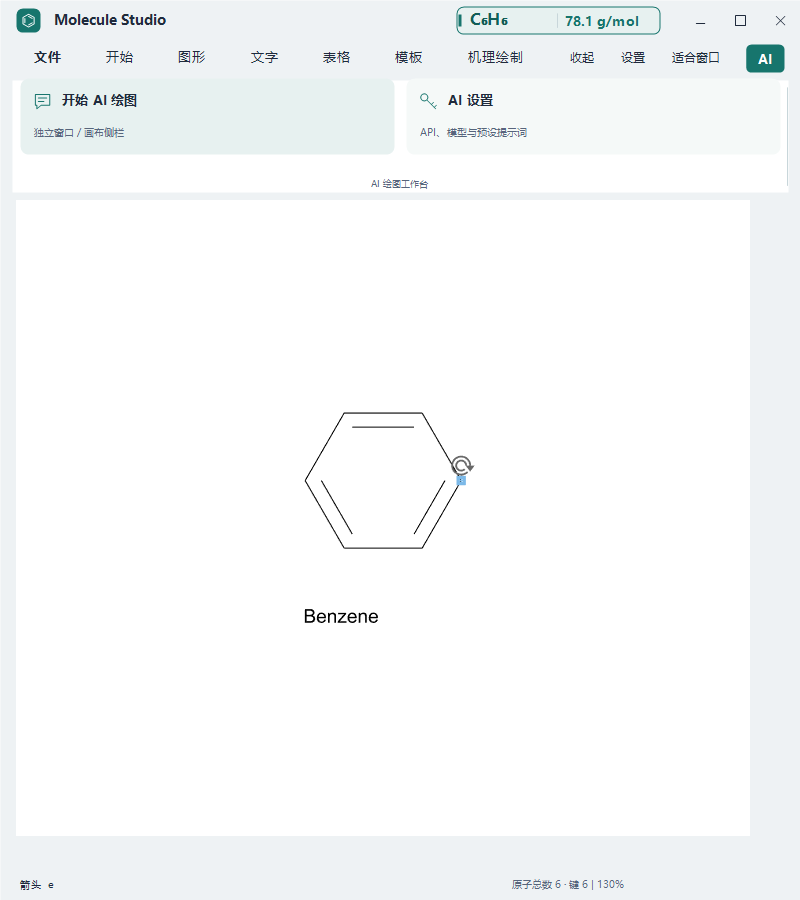 Molecule Studio
C₆H₆ 78.1 g/mol
文件 开始 图形 文字 表格 模板 机理绘制 收起 设置 适合窗口 AI
开始 AI 绘图
独立窗口 / 画布侧栏
AI 设置
API、模型与预设提示词
AI 绘图工作台
Benzene
箭头 e
原子总数 6 · 键 6 | 130%